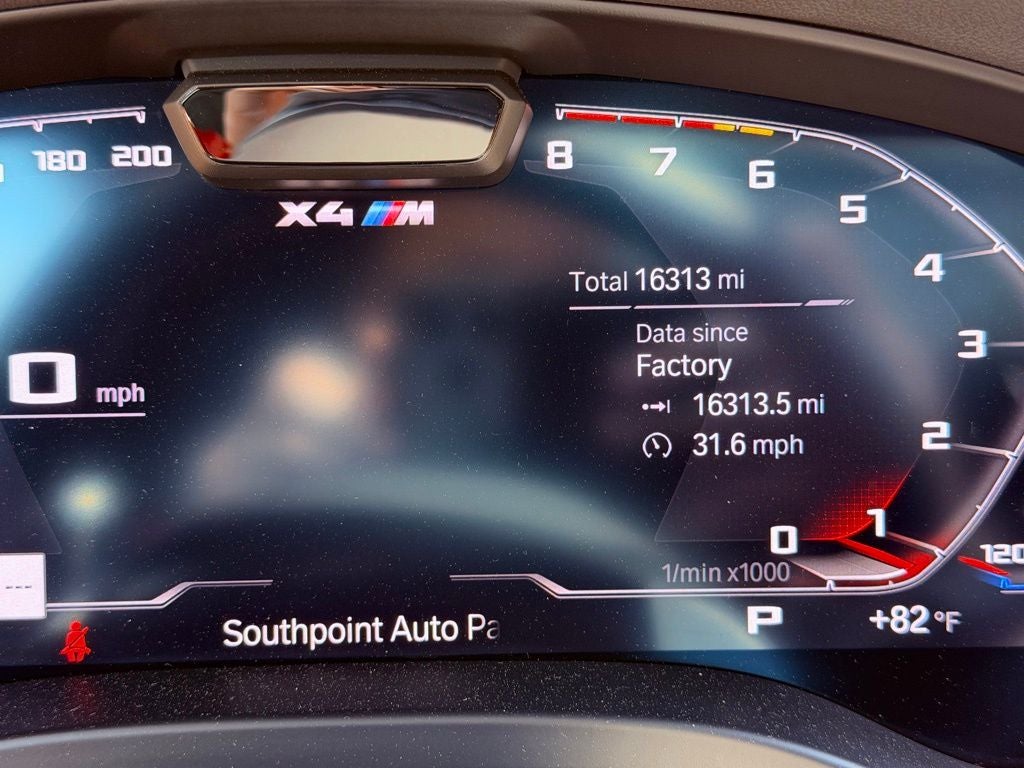 180
200
8
7
6
5
4
3
2
1
0
X4 M
Total 16313 mi
Data since
Factory
16313.5 mi
31.6 mph
0 mph
1/min x1000
120
---
Southpoint Auto Pa
P
+82 °F